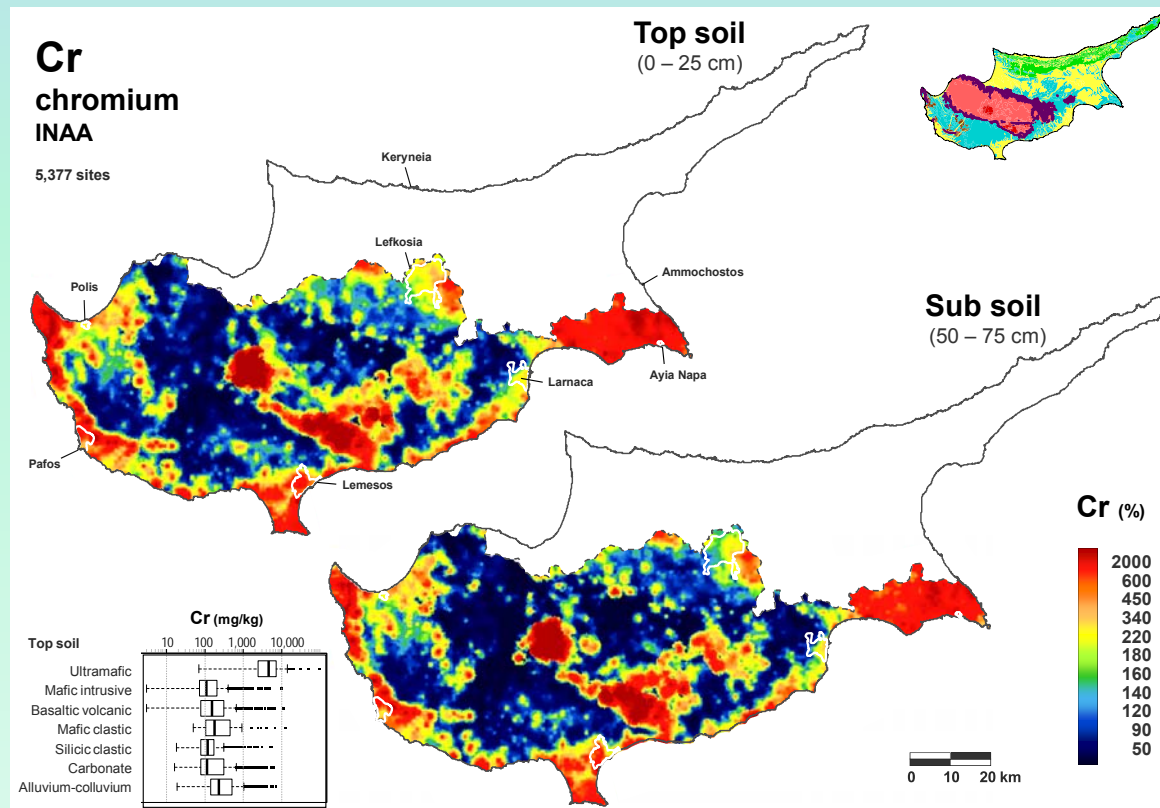 Cr
chromium
INAA
5,377 sites
Top soil
(0 – 25 cm)
Keryneia
Lefkosia
Polis
Ammochostos
Larnaca
Ayia Napa
Pafos
Lemesos
Sub soil
(50 – 75 cm)
Cr (%)
2000
600
450
340
220
180
160
140
120
90
50
0 10 20 km
Cr (mg/kg)
Top soil
10 100 1,000 10,000
Ultramafic
Mafic intrusive
Basaltic volcanic
Mafic clastic
Silicic clastic
Carbonate
Alluvium-colluvium